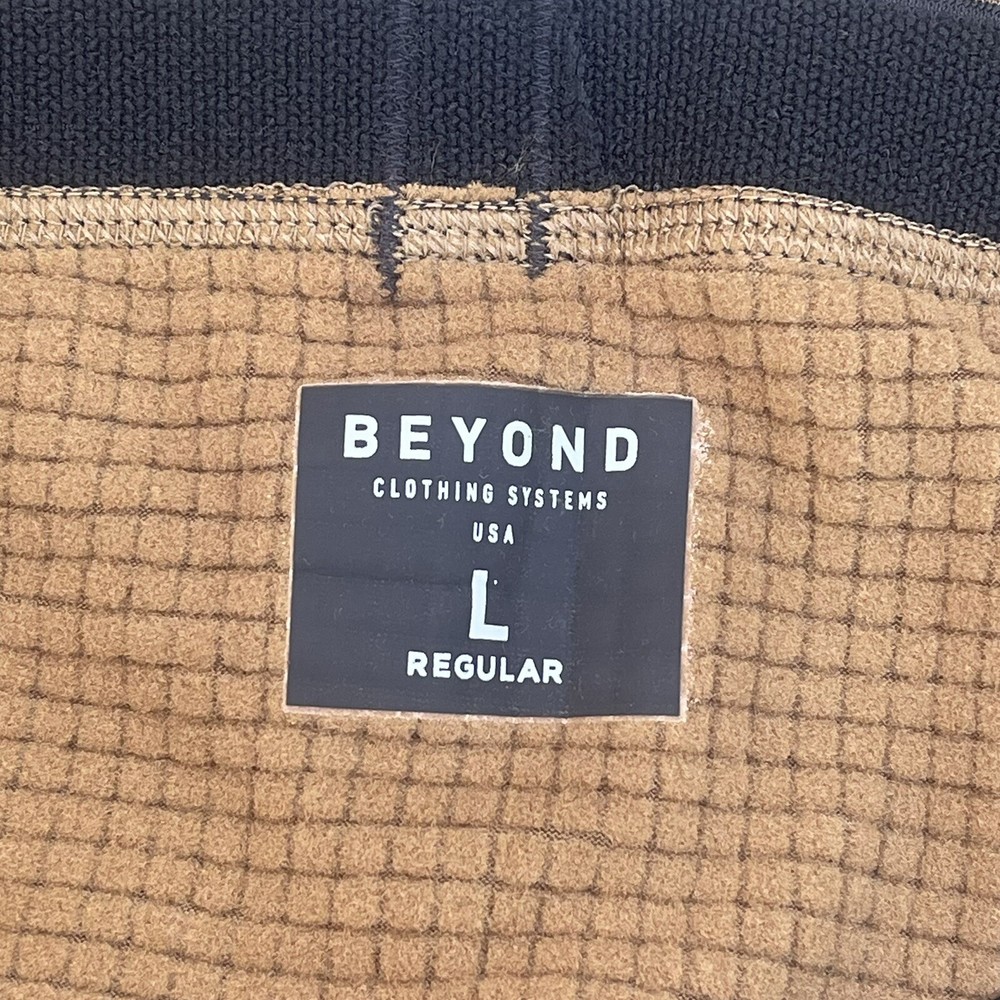 BEYOND
CLOTHING SYSTEMS
USA
L
REGULAR